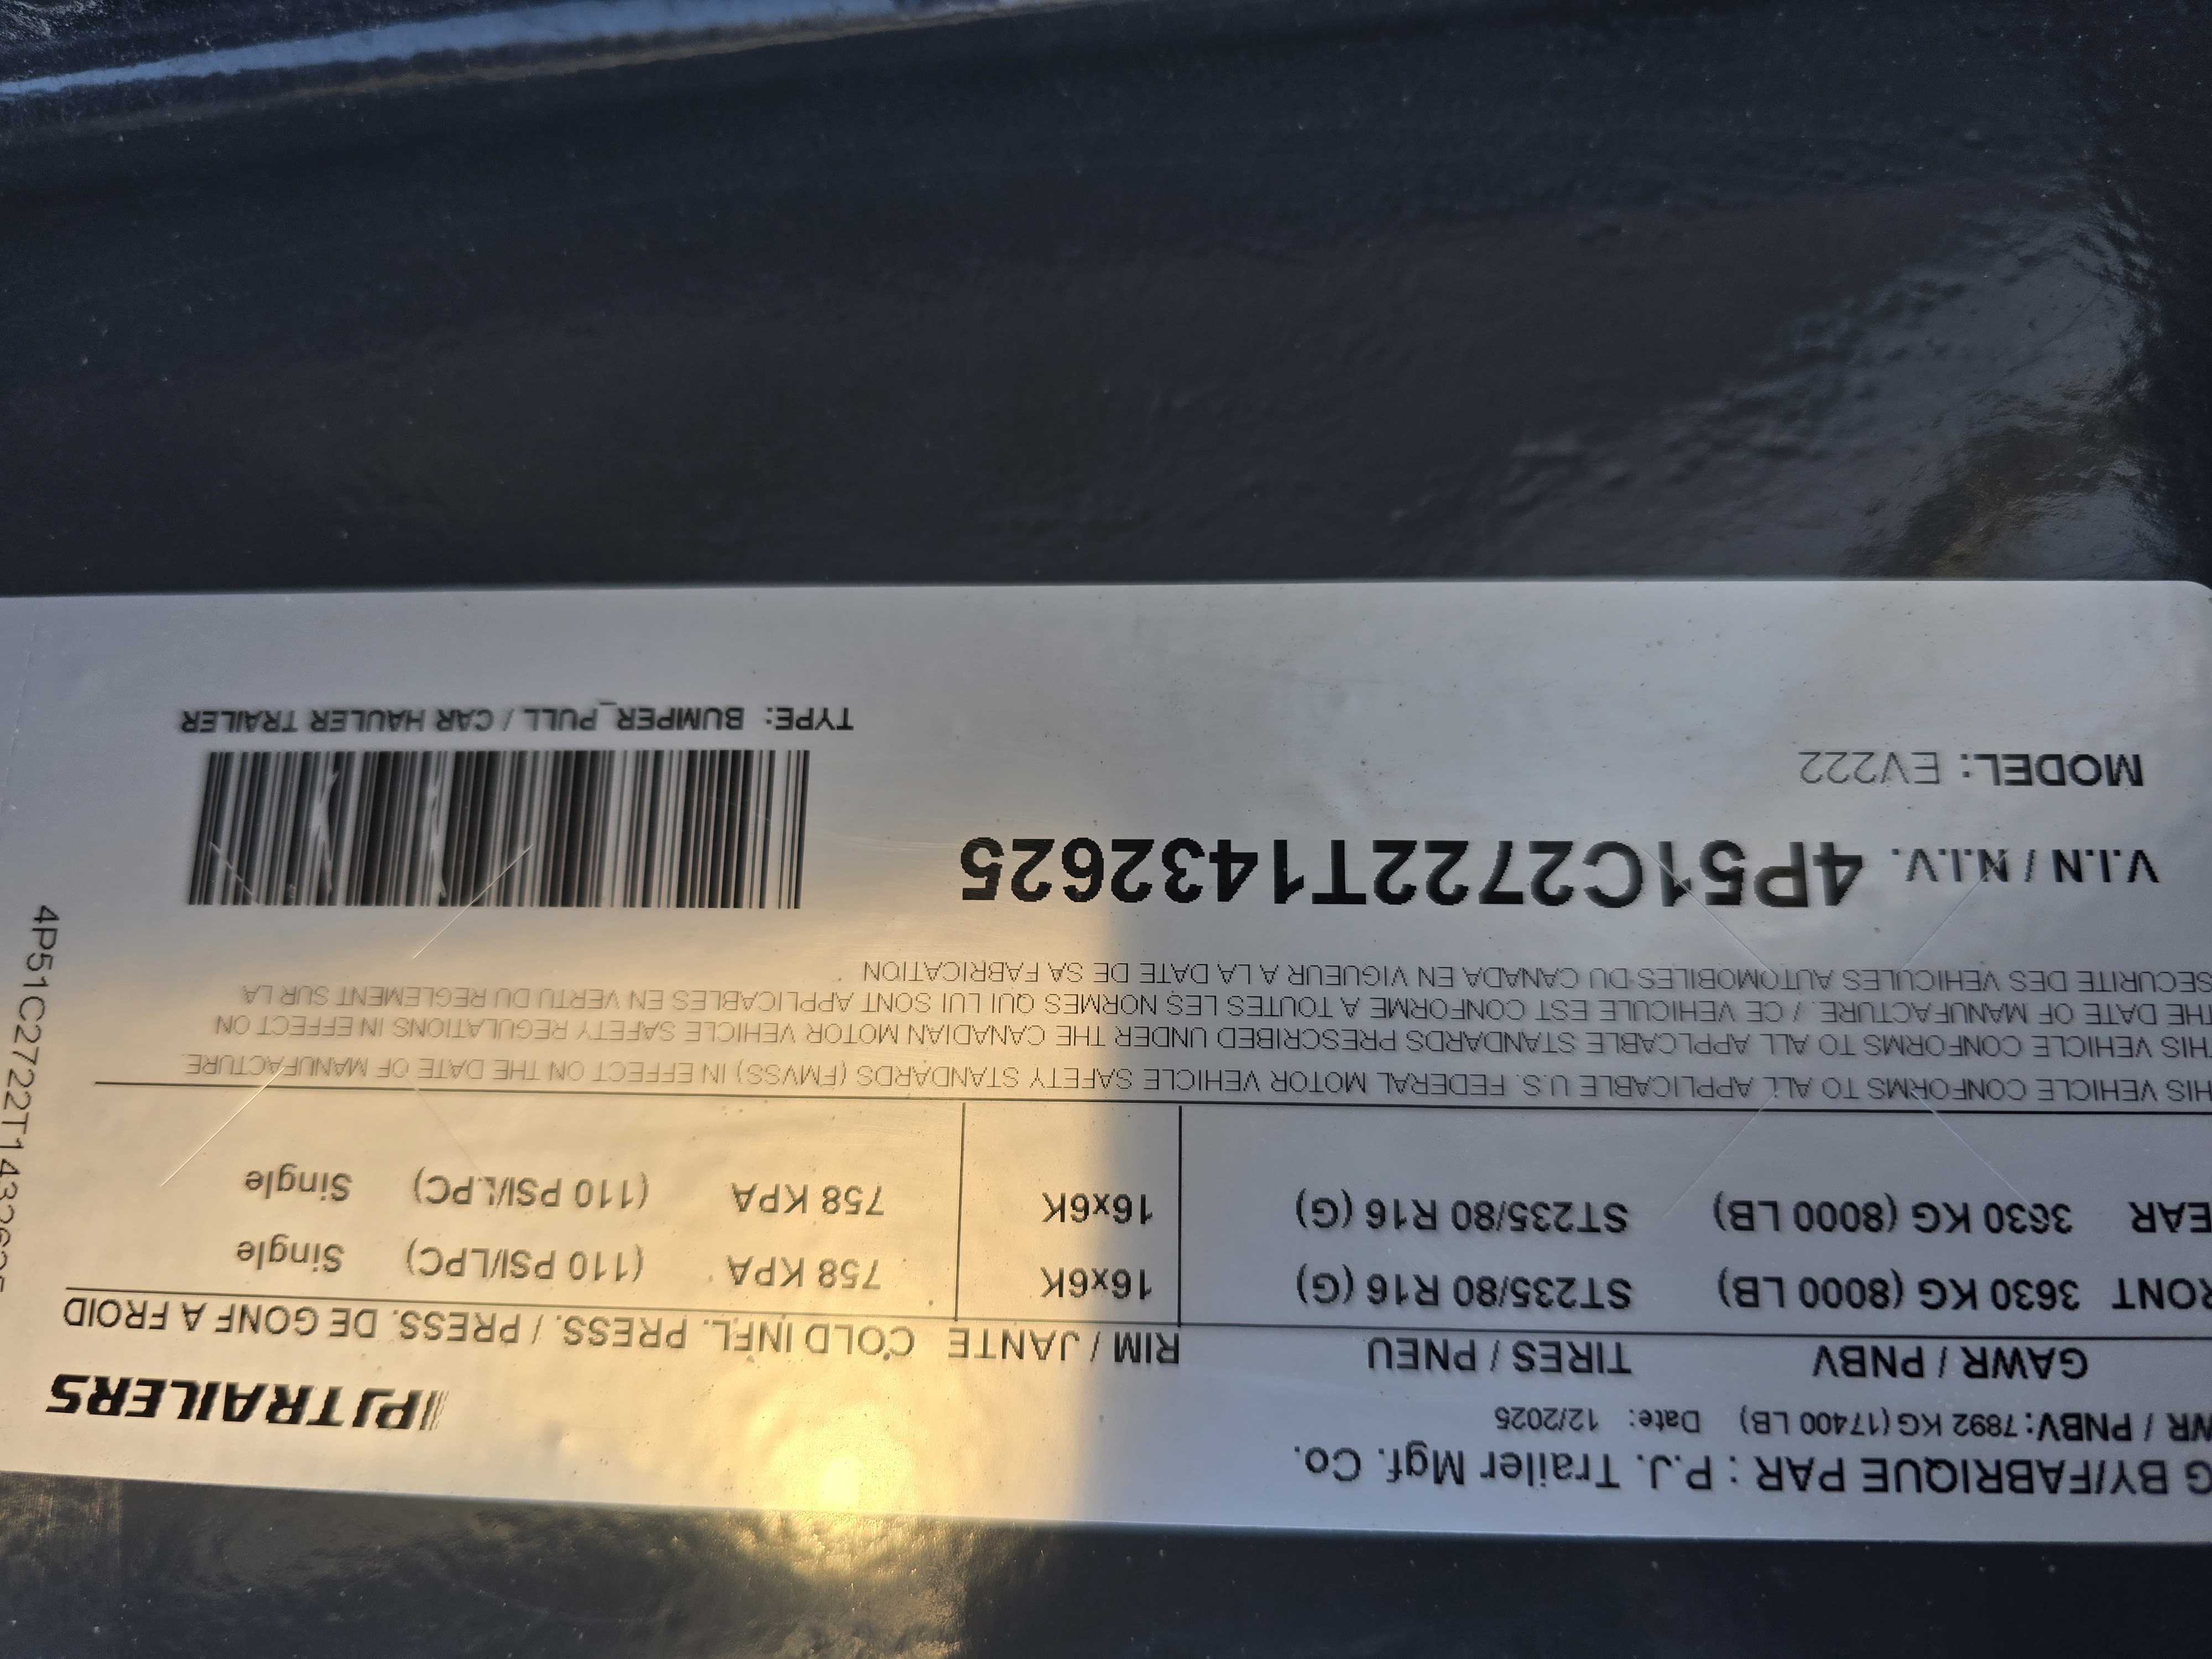 G BY/FABRIQUE PAR : P.J. Trailer Mgf. Co.
WR / PNBV: 7892 KG (17400 LB) Date: 12/2025
PJTRAILERS
GAWR / PNBV TIRES / PNEU RIM / JANTE COLD INFL. PRESS. / PRESS. DE GONF A FROID
RONT 3630 KG (8000 LB) ST235/80 R16 (G) 16x6K 758 KPA (110 PSI/LPC) Single
EAR 3630 KG (8000 LB) ST235/80 R16 (G) 16x6K 758 KPA (110 PSI/LPC) Single
THIS VEHICLE CONFORMS TO ALL APPLICABLE U.S. FEDERAL MOTOR VEHICLE SAFETY STANDARDS (FMVSS) IN EFFECT ON THE DATE OF MANUFACTURE.
THIS VEHICLE CONFORMS TO ALL APPLICABLE STANDARDS PRESCRIBED UNDER THE CANADIAN MOTOR VEHICLE SAFETY REGULATIONS IN EFFECT ON
THE DATE OF MANUFACTURE. / CE VEHICULE EST CONFORME A TOUTES LES NORMES QUI LUI SONT APPLICABLES EN VERTU DU REGLEMENT SUR LA
SECURITE DES VEHICULES AUTOMOBILES DU CANADA EN VIGUEUR A LA DATE DE SA FABRICATION
V.I.N / N.I.V. 4P51C2722T1432625
MODEL: EV222
TYPE: BUMPER_PULL / CAR HAULER TRAILER
4P51C2722T1432625